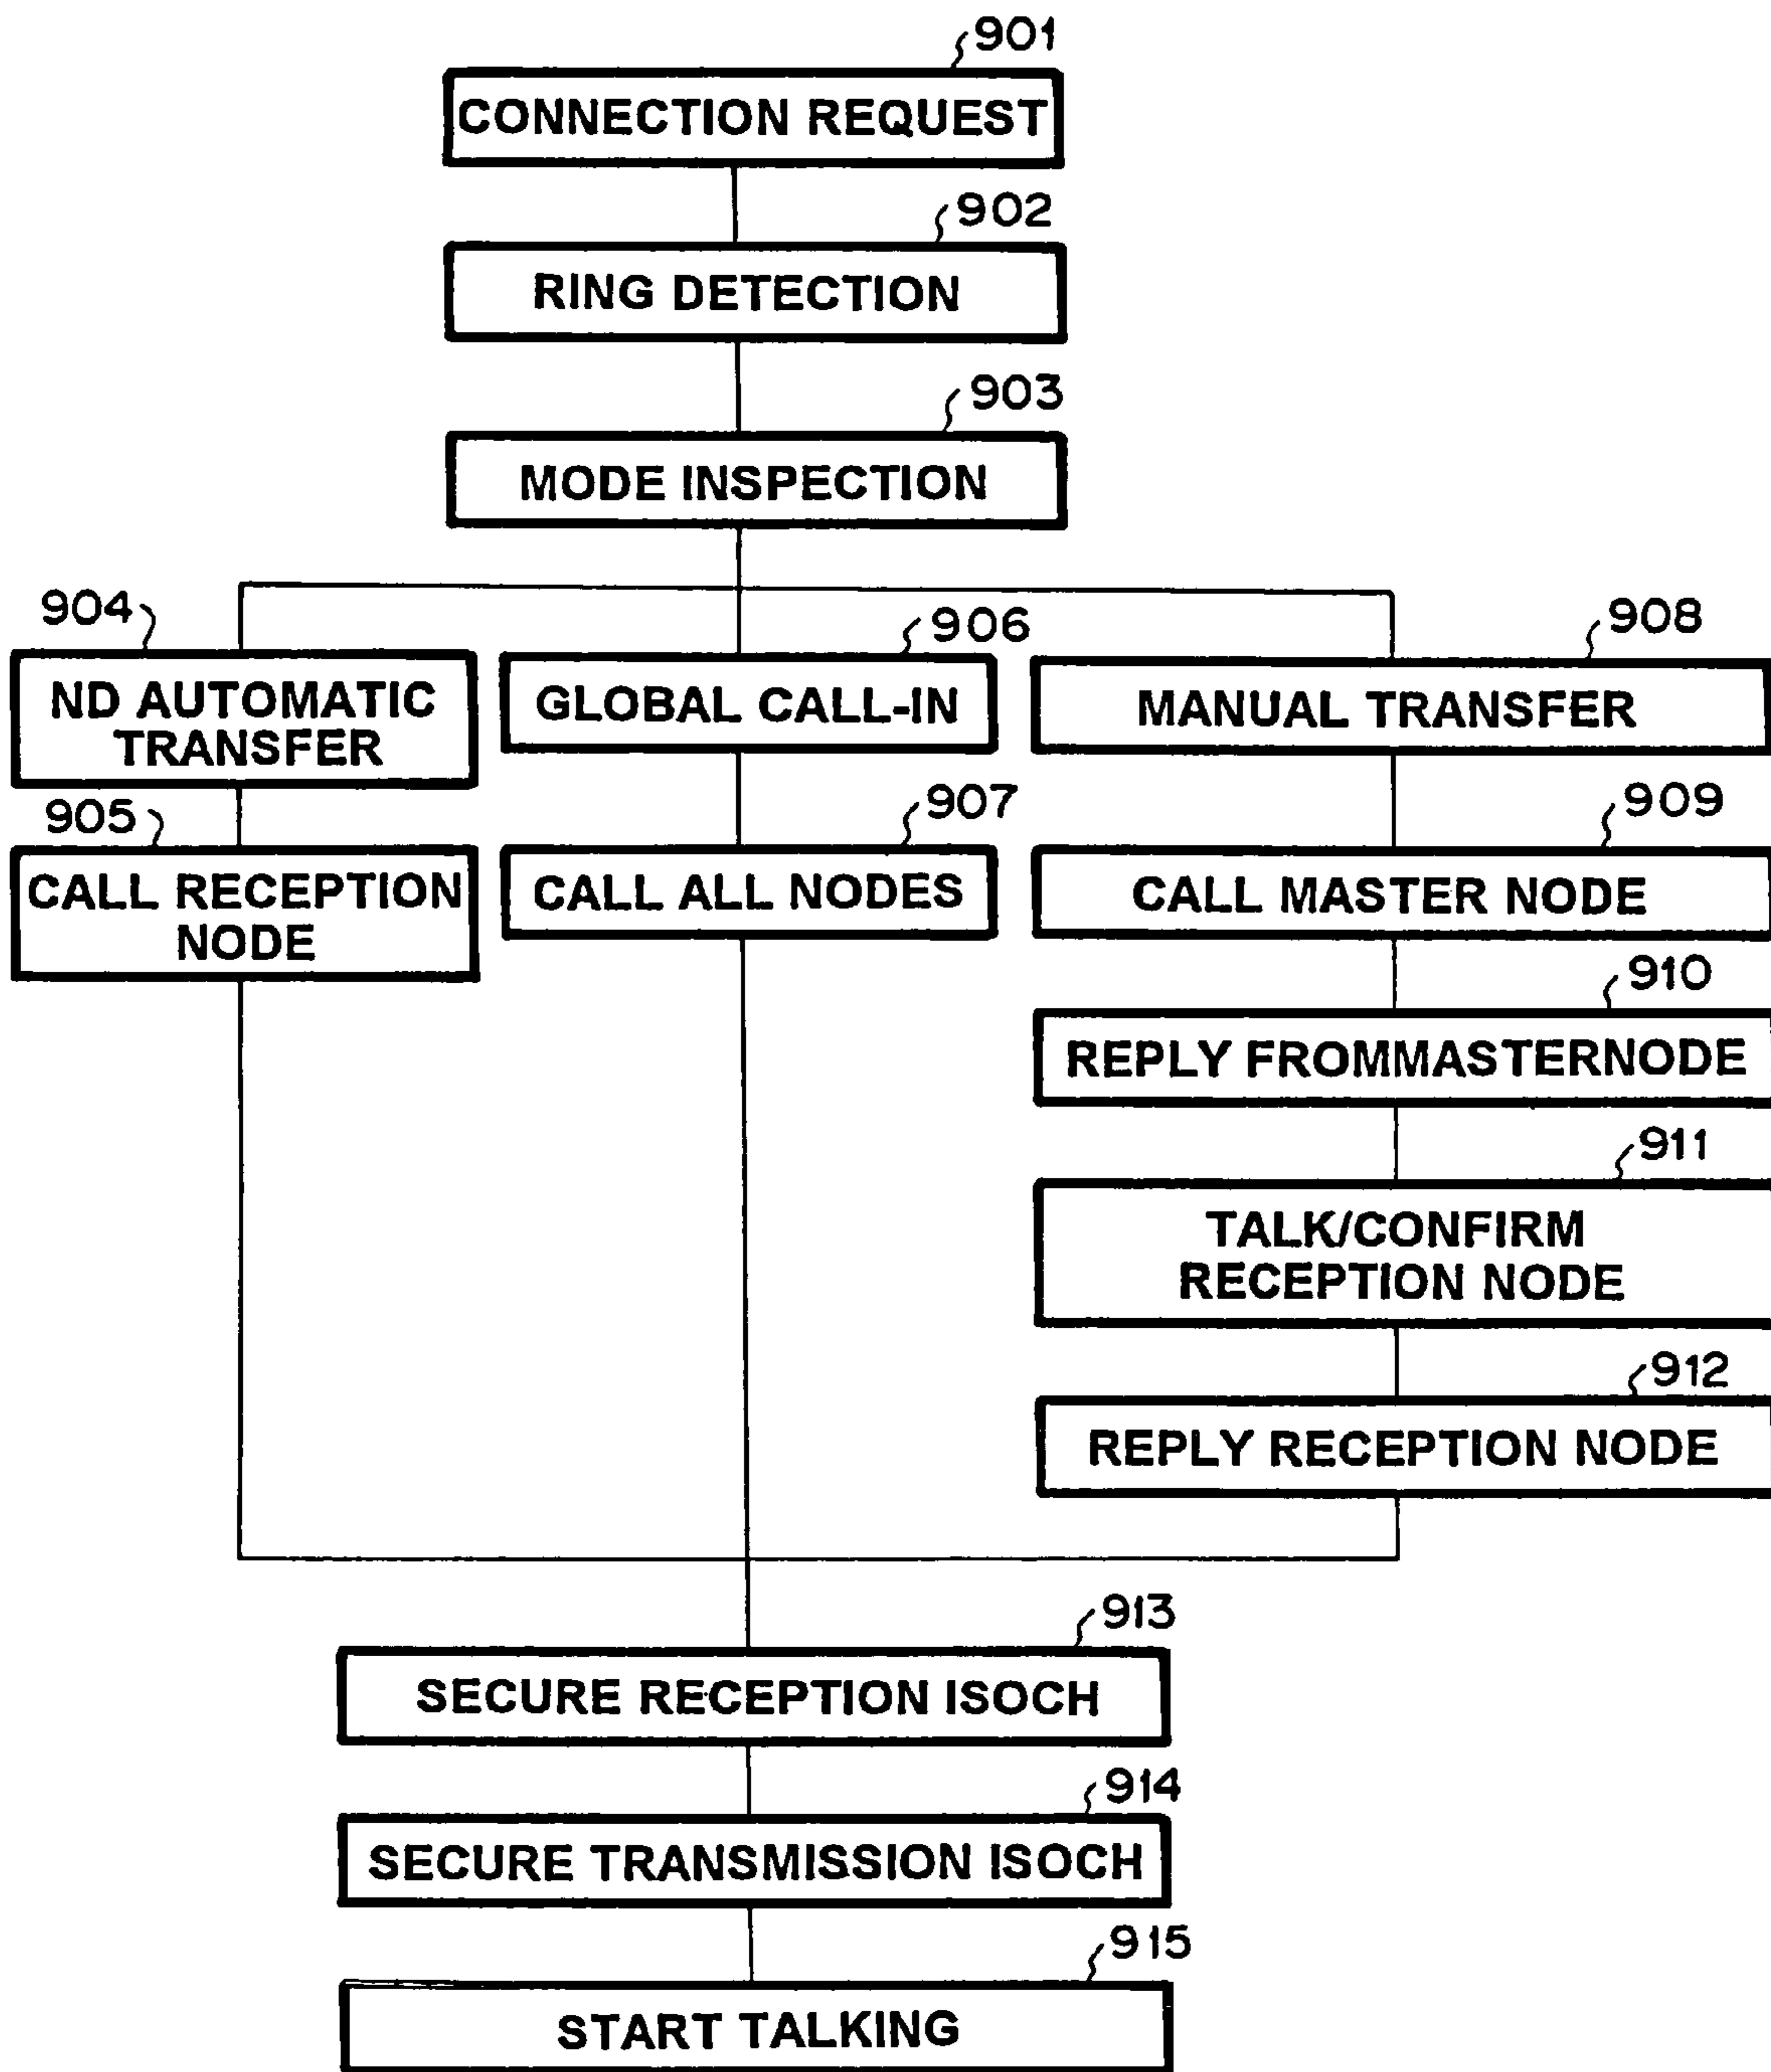 901
CONNECTION REQUEST
902
RING DETECTION
903
MODE INSPECTION
904
ND AUTOMATIC
TRANSFER
905
CALL RECEPTION
NODE
906
GLOBAL CALL-IN
907
CALL ALL NODES
908
MANUAL TRANSFER
909
CALL MASTER NODE
910
REPLY FROMMASTERNODE
911
TALK/CONFIRM
RECEPTION NODE
912
REPLY RECEPTION NODE
913
SECURE RECEPTION ISOCH
914
SECURE TRANSMISSION ISOCH
915
START TALKING